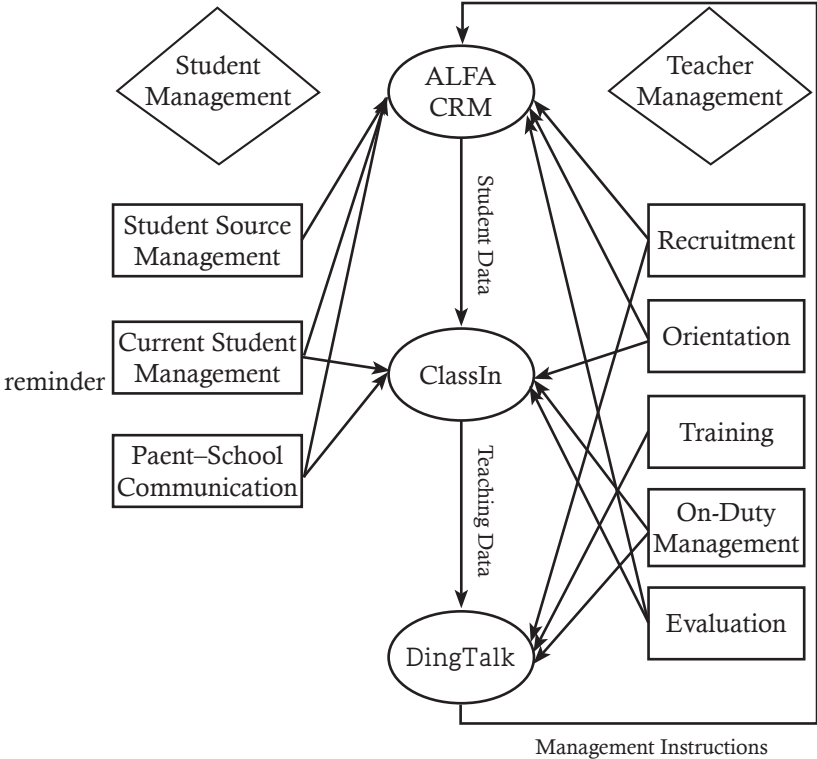 Student
Management
ALFA
CRM
Teacher
Management
Student Data
Student Source
Management
Recruitment
Current Student
Management
reminder
ClassIn
Orientation
Paent–School
Communication
Training
Teaching Data
On-Duty
Management
Evaluation
DingTalk
Management Instructions